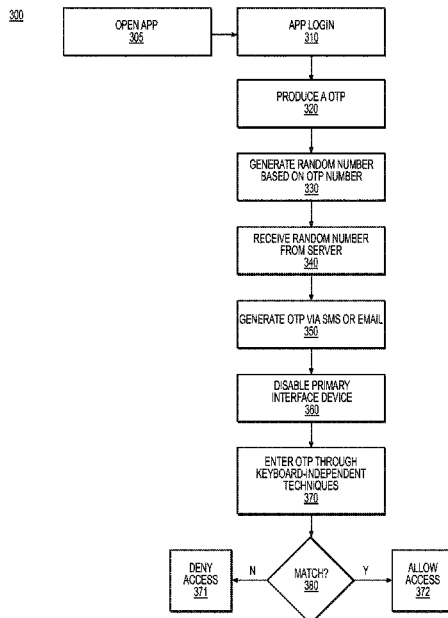 300
OPEN APP
305
APP LOGIN
310
PRODUCE A OTP
320
GENERATE RANDOM NUMBER
BASED ON OTP NUMBER
330
RECEIVE RANDOM NUMBER
FROM SERVER
340
GENERATE OTP VIA SMS OR EMAIL
350
DISABLE PRIMARY
INTERFACE DEVICE
360
ENTER OTP THROUGH
KEYBOARD-INDEPENDENT
TECHNIQUES
370
DENY
ACCESS
371
N
MATCH?
380
Y
ALLOW
ACCESS
372